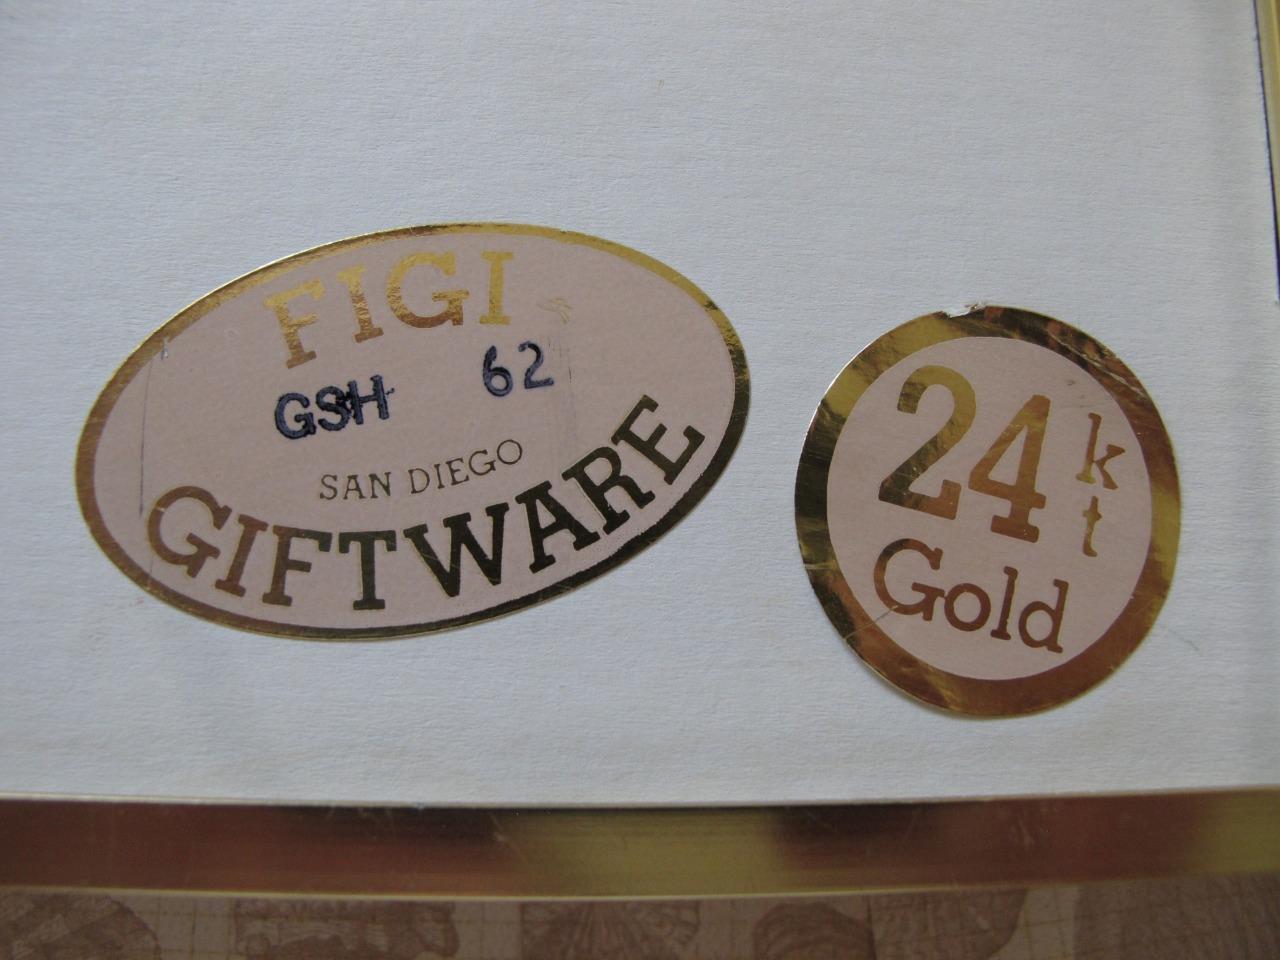 FIGI
GSH 62
SAN DIEGO
GIFTWARE
24 kt
Gold